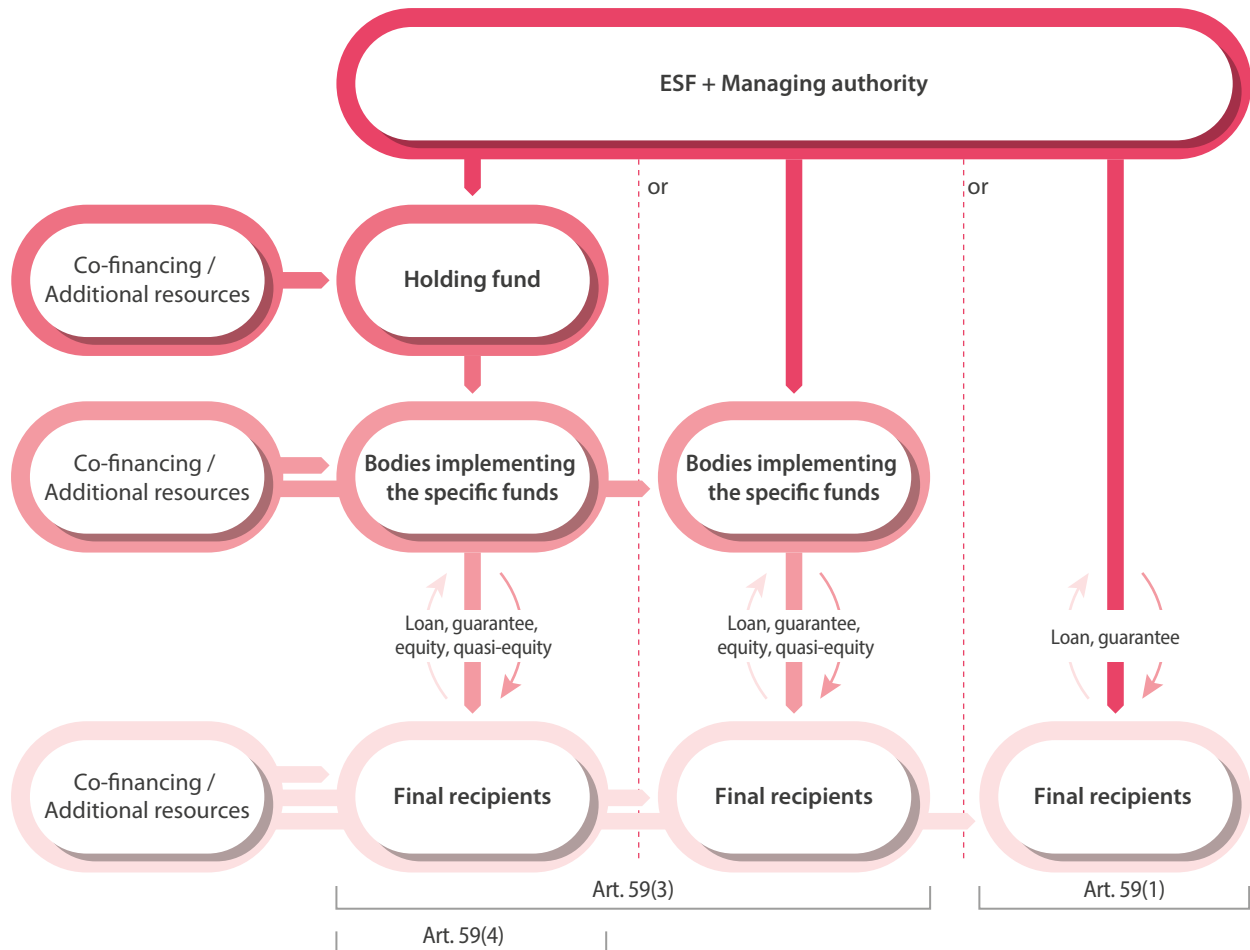 ESF + Managing authority
or
or
Co-financing /
Additional resources
Holding fund
Co-financing /
Additional resources
Bodies implementing
the specific funds
Bodies implementing
the specific funds
Loan, guarantee,
equity, quasi-equity
Loan, guarantee,
equity, quasi-equity
Loan, guarantee
Co-financing /
Additional resources
Final recipients
Final recipients
Final recipients
Art. 59(3)
Art. 59(1)
Art. 59(4)